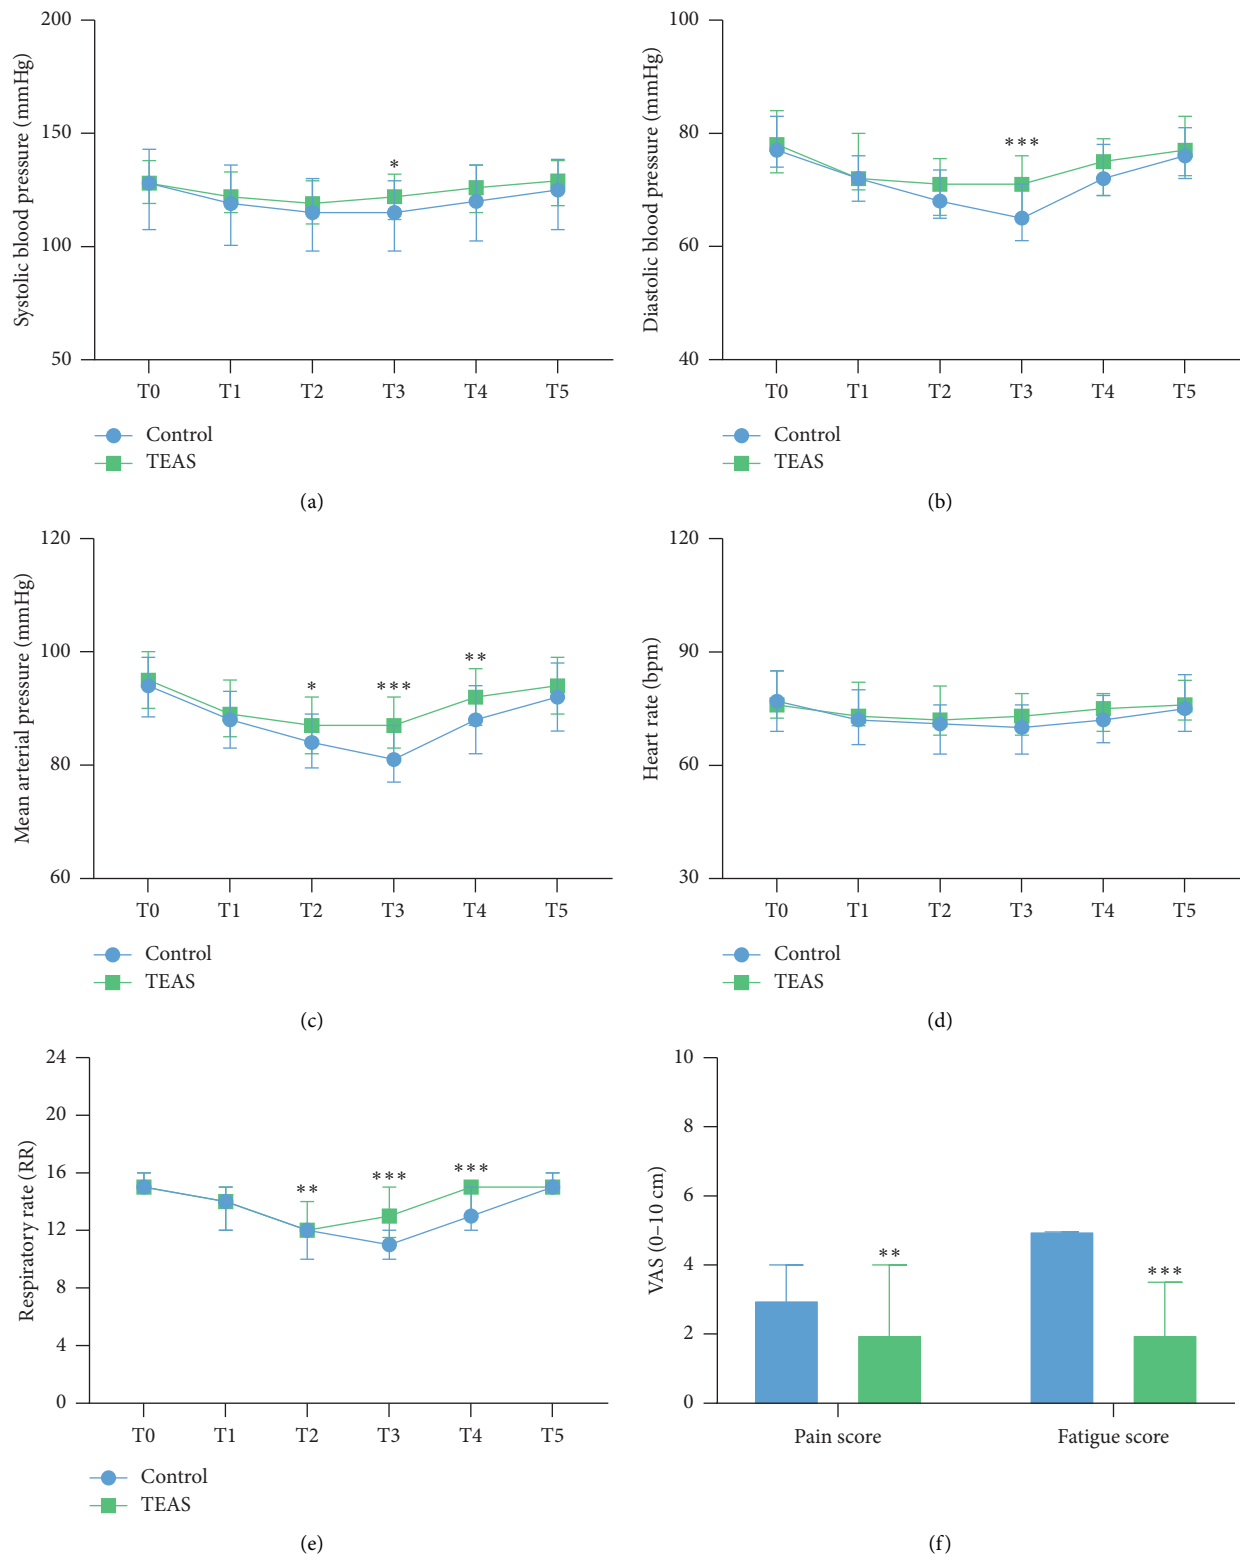 Systolic blood pressure (mmHg)
200
150
100
50
*
T0 T1 T2 T3 T4 T5
Control
TEAS
(a)
Diastolic blood pressure (mmHg)
100
80
60
40
***
T0 T1 T2 T3 T4 T5
Control
TEAS
(b)
Mean arterial pressure (mmHg)
120
100
80
60
* *** **
T0 T1 T2 T3 T4 T5
Control
TEAS
(c)
Heart rate (bpm)
120
90
60
30
T0 T1 T2 T3 T4 T5
Control
TEAS
(d)
Respiratory rate (RR)
24
20
16
12
8
4
0
** *** ***
T0 T1 T2 T3 T4 T5
Control
TEAS
(e)
VAS (0–10 cm)
10
8
6
4
2
0
** ***
Pain score Fatigue score
(f)